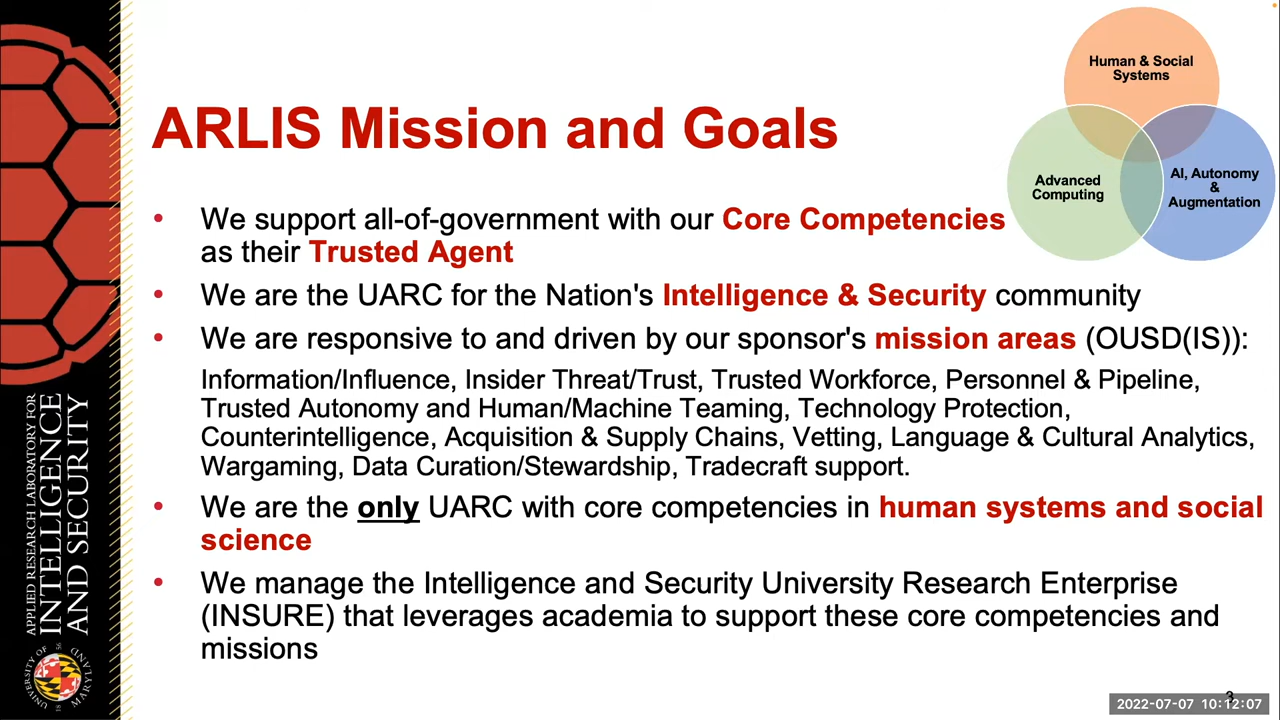 ARLIS Mission and Goals
Human & Social
Systems
Advanced
Computing
AI, Autonomy
&
Augmentation
• We support all-of-government with our Core Competencies
as their Trusted Agent
• We are the UARC for the Nation's Intelligence & Security community
• We are responsive to and driven by our sponsor's mission areas (OUSD(IS)):
Information/Influence, Insider Threat/Trust, Trusted Workforce, Personnel & Pipeline,
Trusted Autonomy and Human/Machine Teaming, Technology Protection,
Counterintelligence, Acquisition & Supply Chains, Vetting, Language & Cultural Analytics,
Wargaming, Data Curation/Stewardship, Tradecraft support.
• We are the only UARC with core competencies in human systems and social
science
• We manage the Intelligence and Security University Research Enterprise
(INSURE) that leverages academia to support these core competencies and
missions
APPLIED RESEARCH LABORATORY FOR
INTELLIGENCE
AND SECURITY
UNIVERSITY OF
MARYLAND
18 56
3
2022-07-07 10:12:07